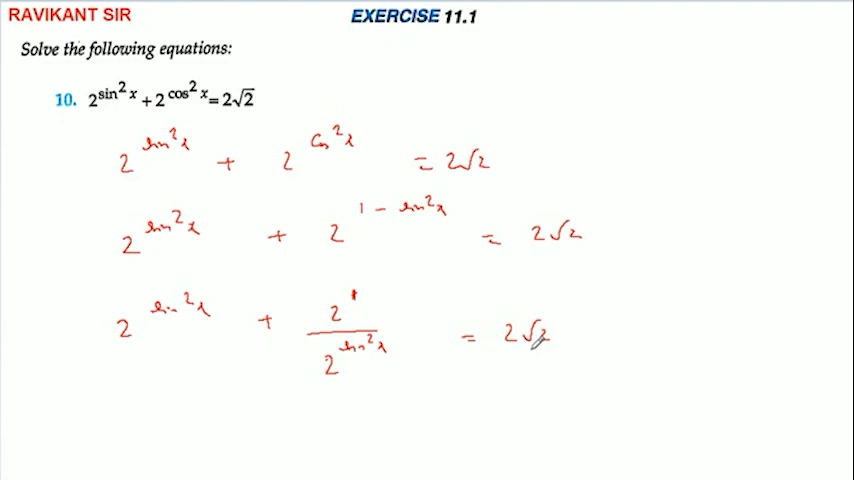 RAVIKANT SIR
EXERCISE 11.1
Solve the following equations:
10. 2^{sin^2 x} + 2^{cos^2 x} = 2√2
2^{sin^2 x} + 2^{cos^2 x} = 2√2
2^{sin^2 x} + 2^{1 - sin^2 x} = 2√2
2^{sin^2 x} + \frac{2^1}{2^{sin^2 x}} = 2√2